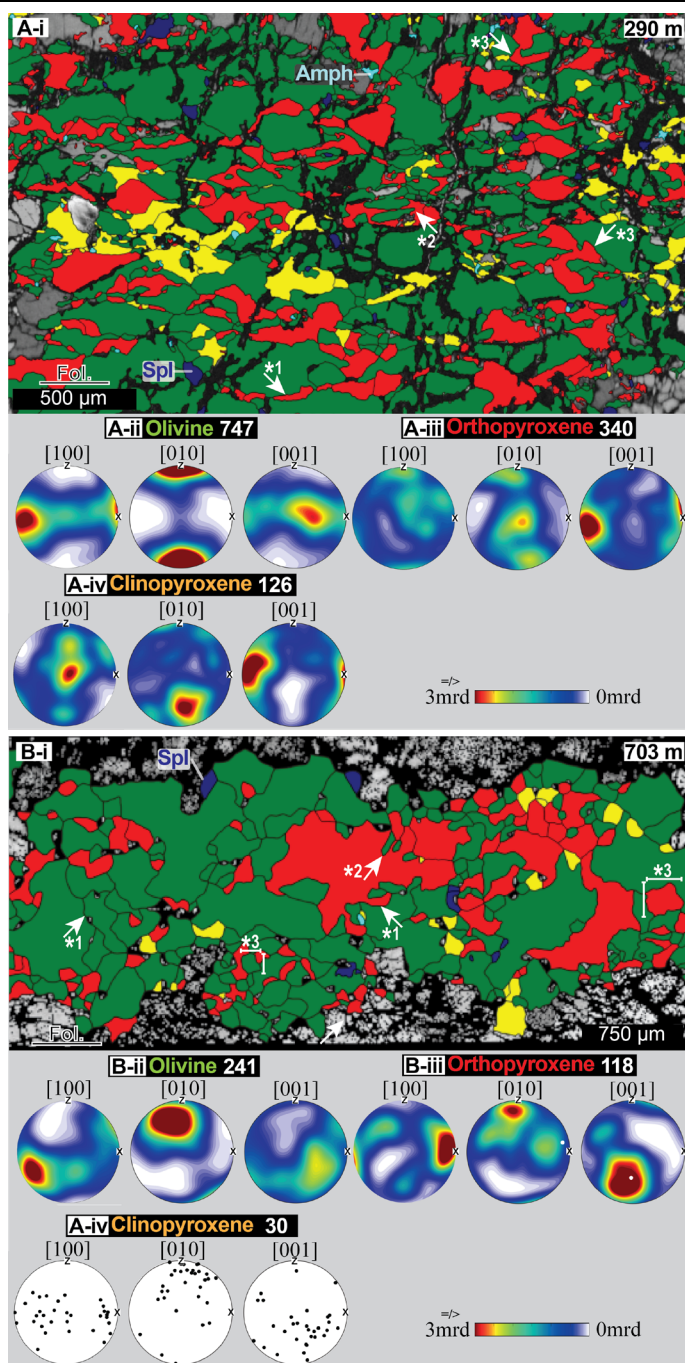 A-i
290 m
*3
Amph
*2
*3
Fol.
500 µm
Spl
*1
A-ii Olivine 747
A-iii Orthopyroxene 340
[100] [010] [001] [100] [010] [001]
Z Z Z Z Z Z
X X X X X X
A-iv Clinopyroxene 126
[100] [010] [001]
Z Z Z
X X X
=/>
3mrd 0mrd
B-i
703 m
Spl
*2
*3
*1
*1
*3
Fol.
750 µm
B-ii Olivine 241
B-iii Orthopyroxene 118
[100] [010] [001] [100] [010] [001]
Z Z Z Z Z Z
X X X X X X
A-iv Clinopyroxene 30
[100] [010] [001]
Z Z Z
X X X
=/>
3mrd 0mrd